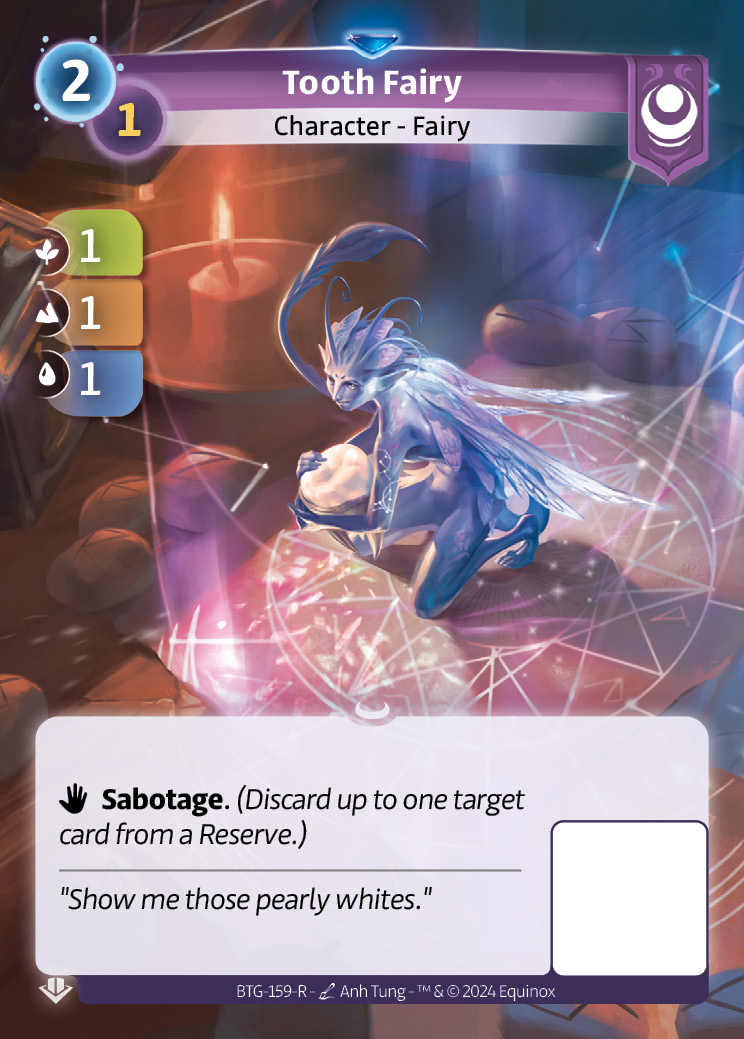 2
Tooth Fairy
1
Character - Fairy
1
1
1
Sabotage. (Discard up to one target
card from a Reserve.)
"Show me those pearly whites."
BTG-159-R - Anh Tung - ™ & © 2024 Equinox